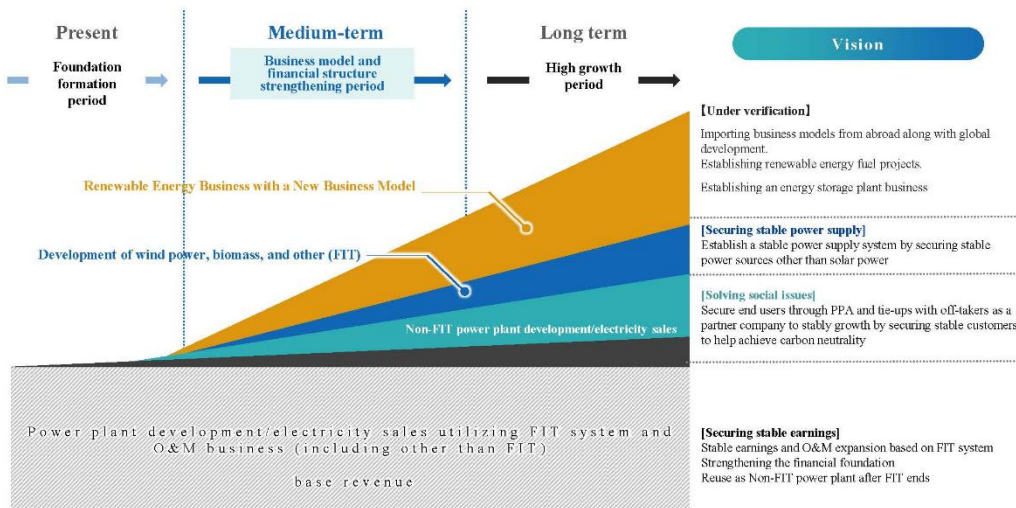 Present
Medium-term
Long term
Vision
Foundation
formation
period
Business model and
financial structure
strengthening period
High growth
period
【Under verification】
Importing business models from abroad along with global
development.
Establishing renewable energy fuel projects.
Establishing an energy storage plant business
Renewable Energy Business with a New Business Model
[Securing stable power supply]
Establish a stable power supply system by securing stable
power sources other than solar power
Development of wind power, biomass, and other (FIT)
[Solving social issues]
Secure end users through PPA and tie-ups with off-takers as a
partner company to stably growth by securing stable customers
to help achieve carbon neutrality
Non-FIT power plant development/electricity sales
Power plant development/electricity sales utilizing FIT system and
O&M business (including other than FIT)
base revenue
[Securing stable earnings]
Stable earnings and O&M expansion based on FIT system
Strengthening the financial foundation
Reuse as Non-FIT power plant after FIT ends